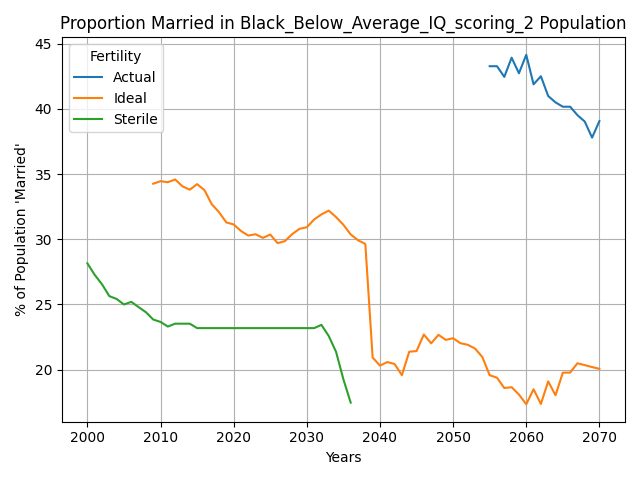 Proportion Married in Black_Below_Average_IQ_scoring_2 Population
% of Population 'Married'
45
40
35
30
25
20
Fertility
Actual
Ideal
Sterile
2000 2010 2020 2030 2040 2050 2060 2070
Years